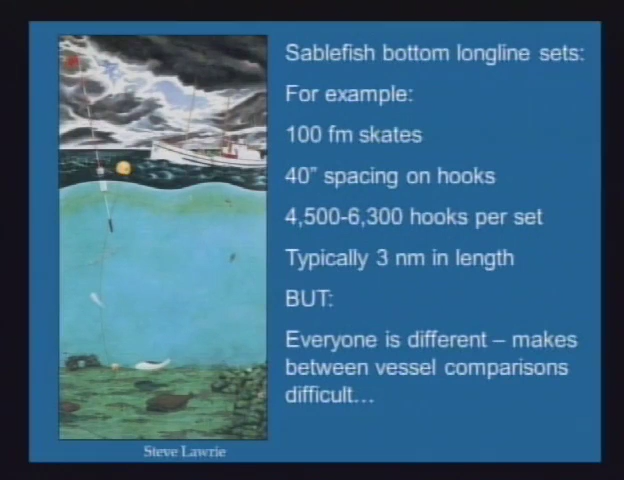 Sablefish bottom longline sets:
For example:
100 fm skates
40” spacing on hooks
4,500-6,300 hooks per set
Typically 3 nm in length
BUT:
Everyone is different – makes
between vessel comparisons
difficult…
Steve Lawrie